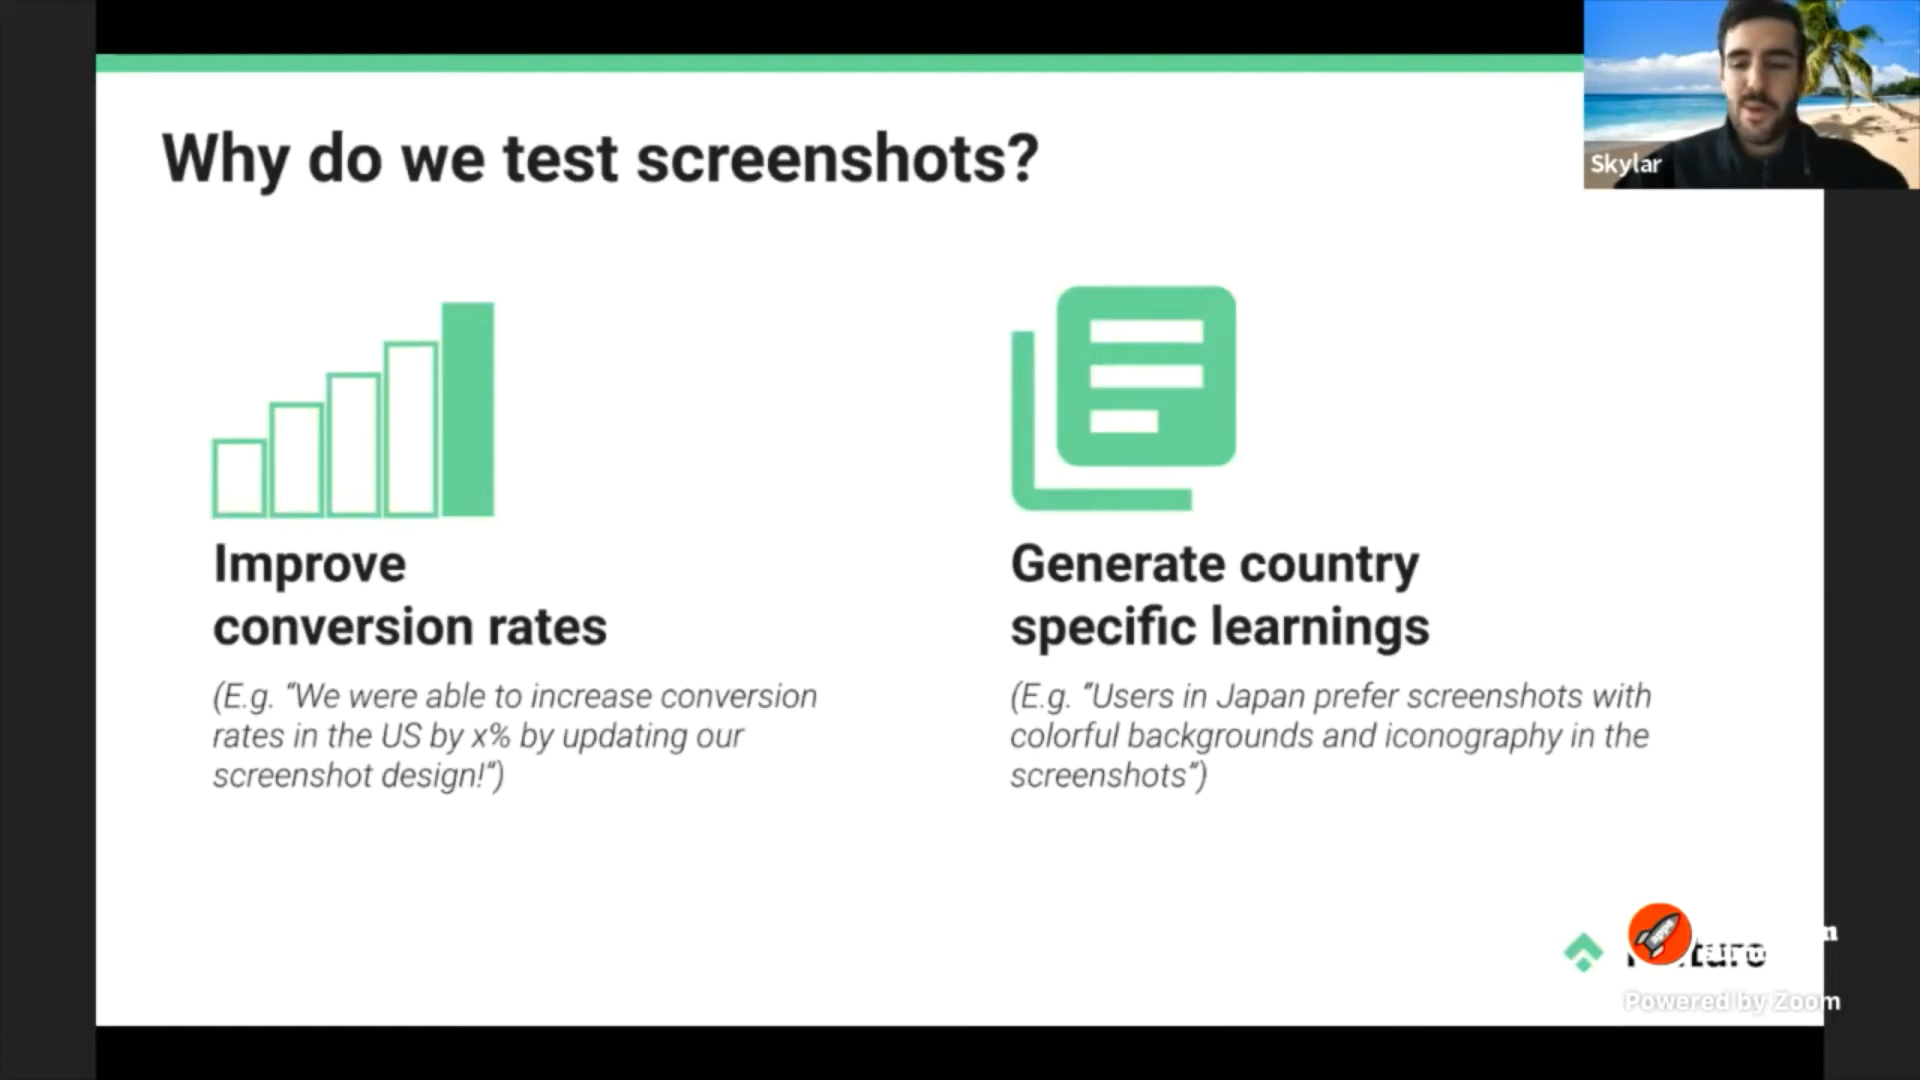 Why do we test screenshots?
Skylar
Improve
conversion rates
(E.g. “We were able to increase conversion
rates in the US by x% by updating our
screenshot design!”)
Generate country
specific learnings
(E.g. “Users in Japan prefer screenshots with
colorful backgrounds and iconography in the
screenshots”)
Powered by Zoom